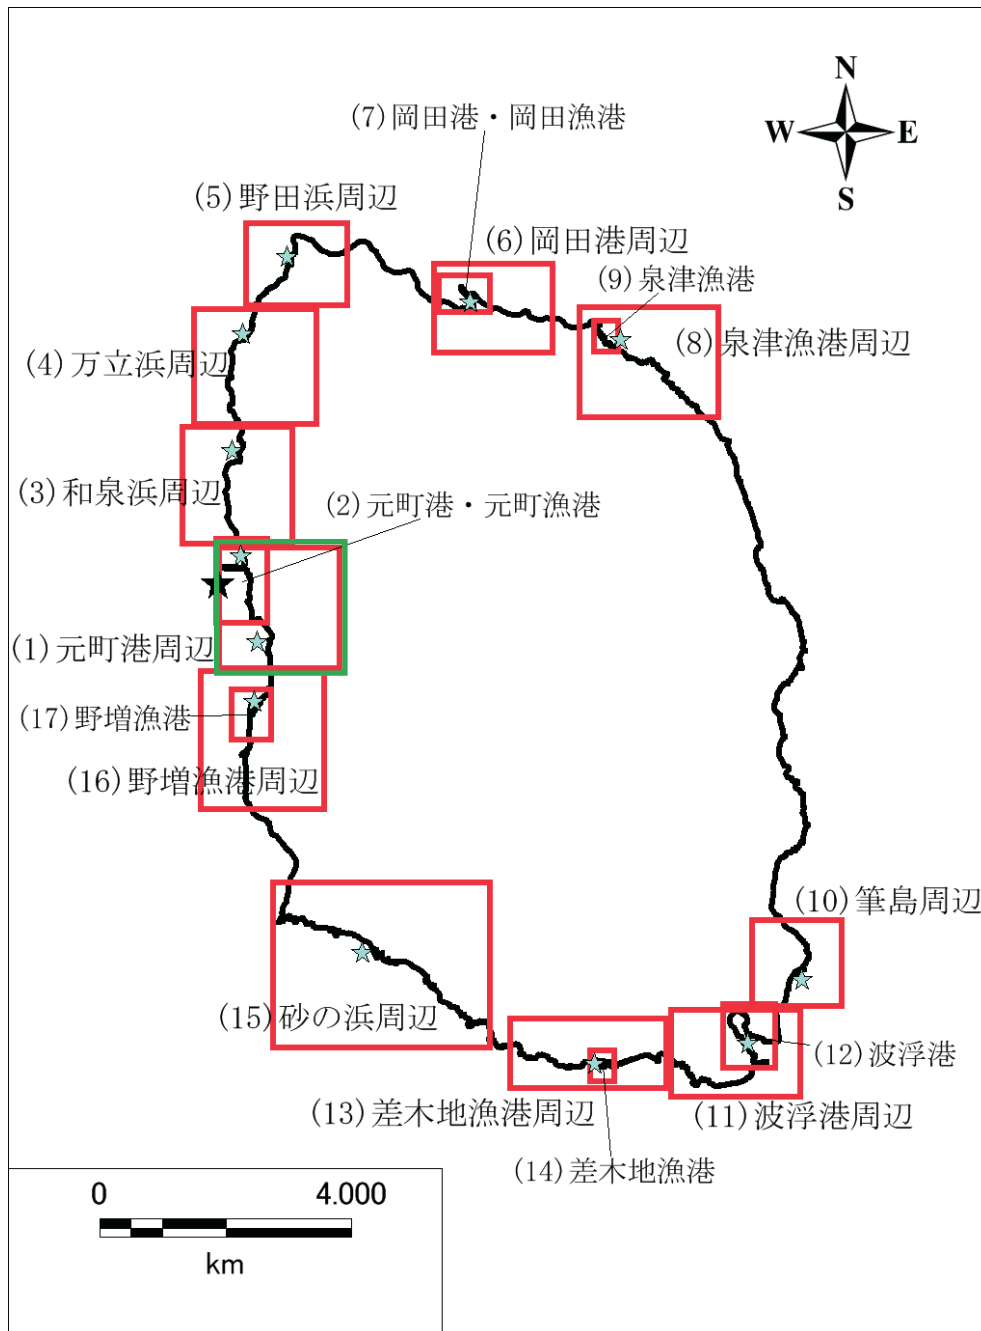 N
W
E
S
(7)岡田港・岡田漁港
(5)野田浜周辺
(6)岡田港周辺
(9)泉津漁港
(8)泉津漁港周辺
(4)万立浜周辺
(3)和泉浜周辺
(2)元町港・元町漁港
(1)元町港周辺
(17)野増漁港
(16)野増漁港周辺
(10)筆島周辺
(15)砂の浜周辺
(12)波浮港
(13)差木地漁港周辺
(11)波浮港周辺
(14)差木地漁港
0 4.000
km